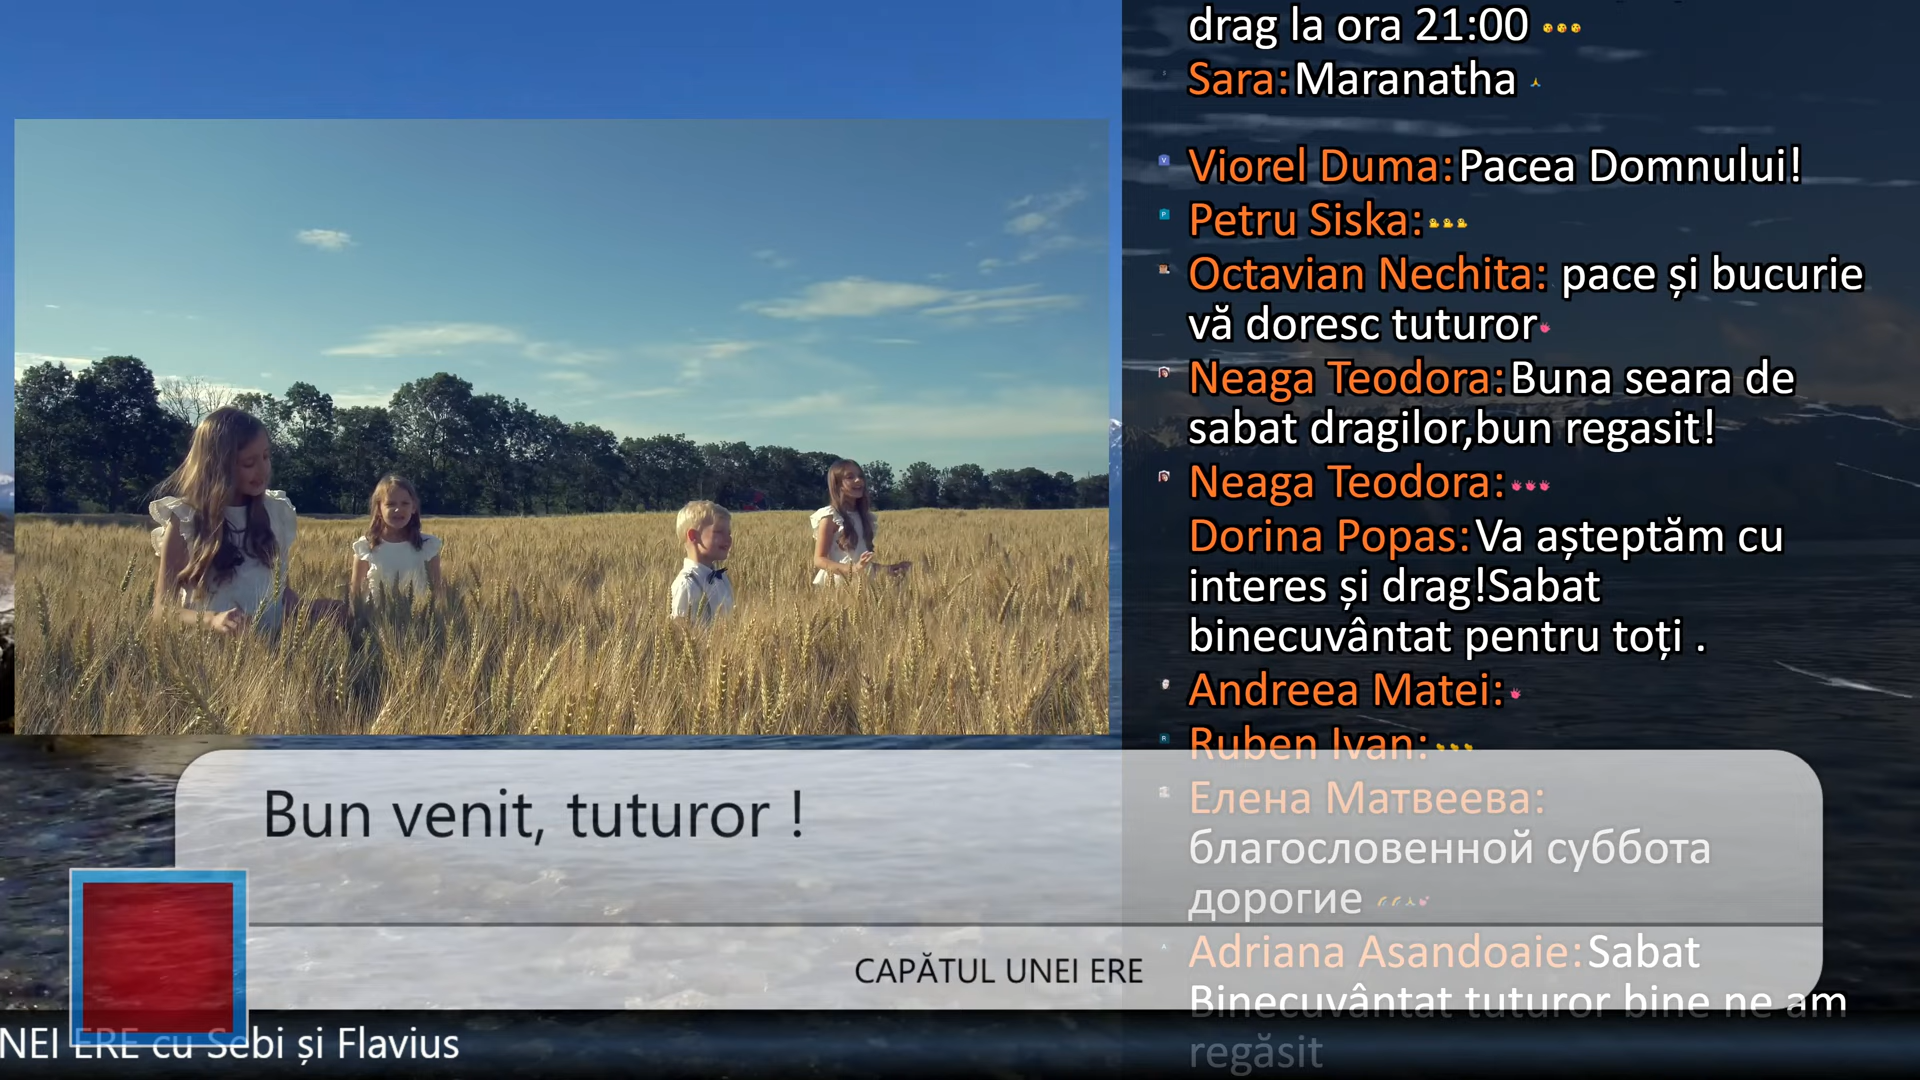 drag la ora 21:00
Sara:Maranatha
Viorel Duma:Pacea Domnului!
Petru Siska:
Octavian Nechita: pace și bucurie
vă doresc tuturor
Neaga Teodora:Buna seara de
sabat dragilor,bun regasit!
Neaga Teodora:
Dorina Popas:Va așteptăm cu
interes și drag!Sabat
binecuvântat pentru toți .
Andreea Matei:
Ruben Ivan:
Елена Матвеева:
благословенной суббота
дорогие
Adriana Asandoaie:Sabat
Binecuvântat tuturor bine ne am
regăsit
Bun venit, tuturor !
CAPĂTUL UNEI ERE
NEI ERE cu Sebi și Flavius